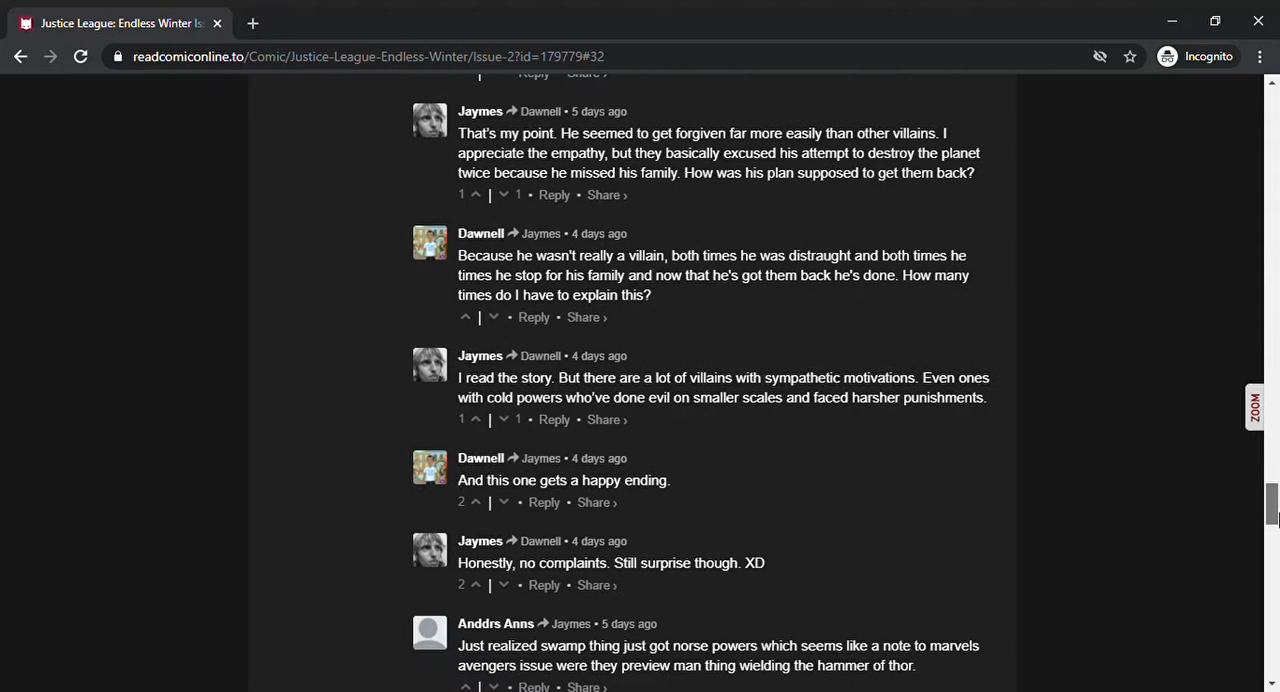 Justice League: Endless Winter Is
readcomiconline.to/Comic/Justice-League-Endless-Winter/Issue-2?id=179779#32
Incognito
Reply • Share ›
Jaymes Dawnell • 5 days ago
That's my point. He seemed to get forgiven far more easily than other villains. I
appreciate the empathy, but they basically excused his attempt to destroy the planet
twice because he missed his family. How was his plan supposed to get them back?
1 | 1 • Reply • Share ›
Dawnell Jaymes • 4 days ago
Because he wasn't really a villain, both times he was distraught and both times he
times he stop for his family and now that he's got them back he's done. How many
times do I have to explain this?
| • Reply • Share ›
Jaymes Dawnell • 4 days ago
I read the story. But there are a lot of villains with sympathetic motivations. Even ones
with cold powers who've done evil on smaller scales and faced harsher punishments.
1 | 1 • Reply • Share ›
Dawnell Jaymes • 4 days ago
And this one gets a happy ending.
2 | • Reply • Share ›
Jaymes Dawnell • 4 days ago
Honestly, no complaints. Still surprise though. XD
2 | • Reply • Share ›
Anddrs Anns Jaymes • 5 days ago
Just realized swamp thing just got norse powers which seems like a note to marvels
avengers issue were they preview man thing wielding the hammer of thor.
| • Reply • Share ›
ZOOM